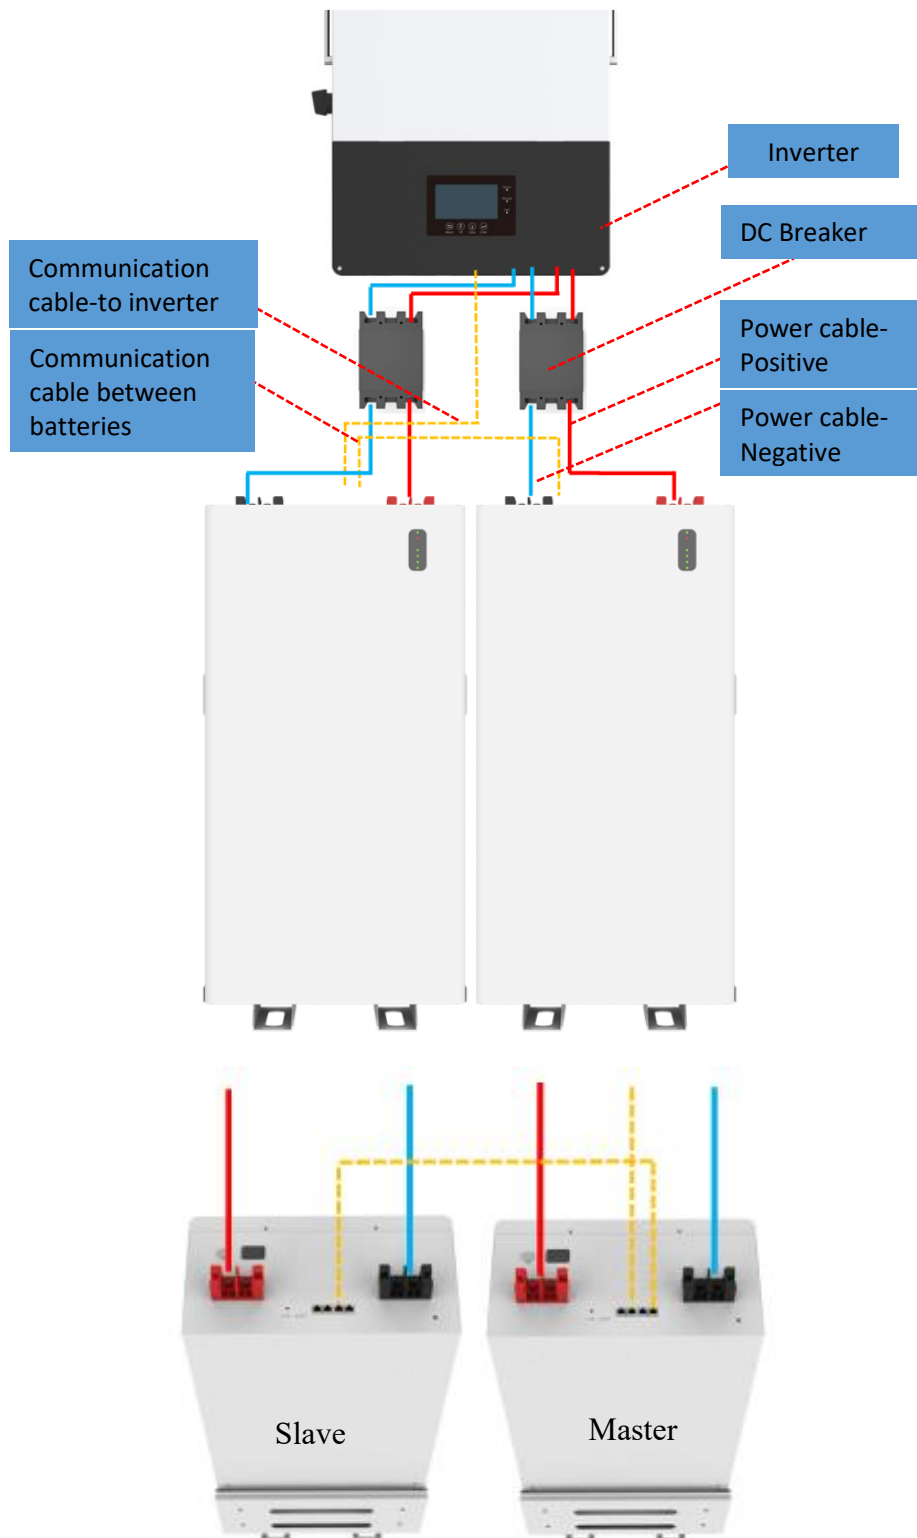 Inverter
DC Breaker
Communication
cable-to inverter
Power cable-
Positive
Communication
cable between
batteries
Power cable-
Negative
Slave
Master